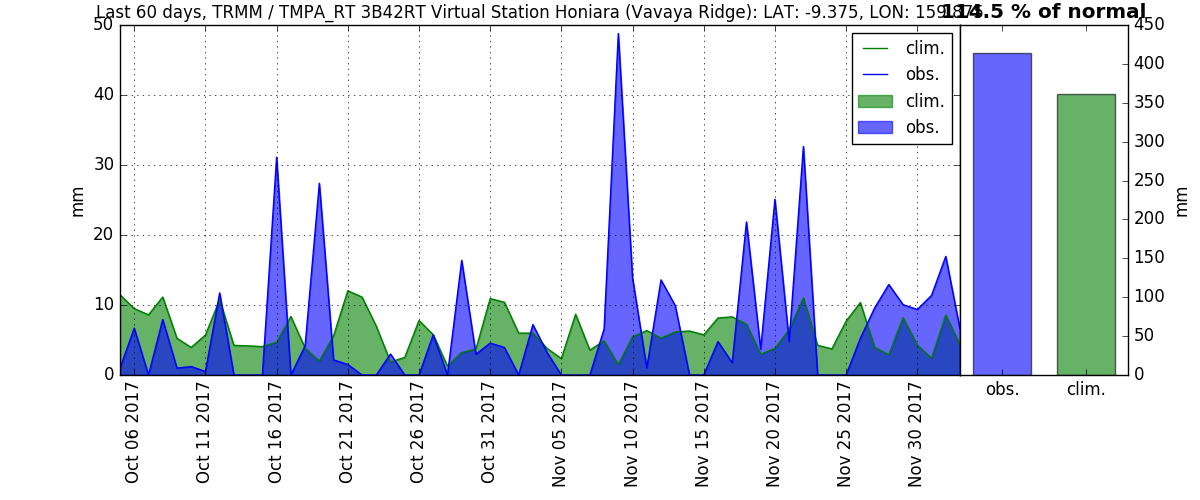 Last 60 days, TRMM / TMPA_RT 3B42RT Virtual Station Honiara (Vavaya Ridge): LAT: -9.375, LON:
114.5 % of normal
50
40
30
20
10
0
mm
clim.
obs.
clim.
obs.
450
400
350
300
250
200
150
100
50
0
mm
Oct 06 2017
Oct 11 2017
Oct 16 2017
Oct 21 2017
Oct 26 2017
Oct 31 2017
Nov 05 2017
Nov 10 2017
Nov 15 2017
Nov 20 2017
Nov 25 2017
Nov 30 2017
obs.
clim.